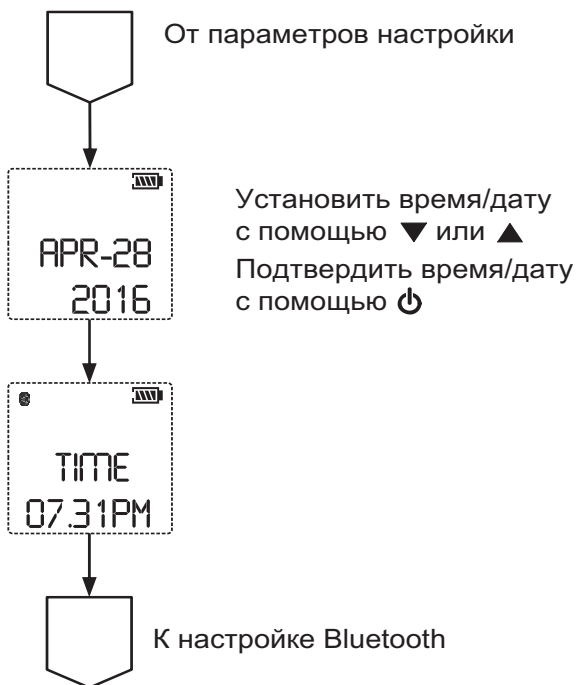 От параметров настройки
APR-28
2016
Установить время/дату
с помощью ▼ или ▲
Подтвердить время/дату
с помощью ⏻
TIME
07.31PM
К настройке Bluetooth